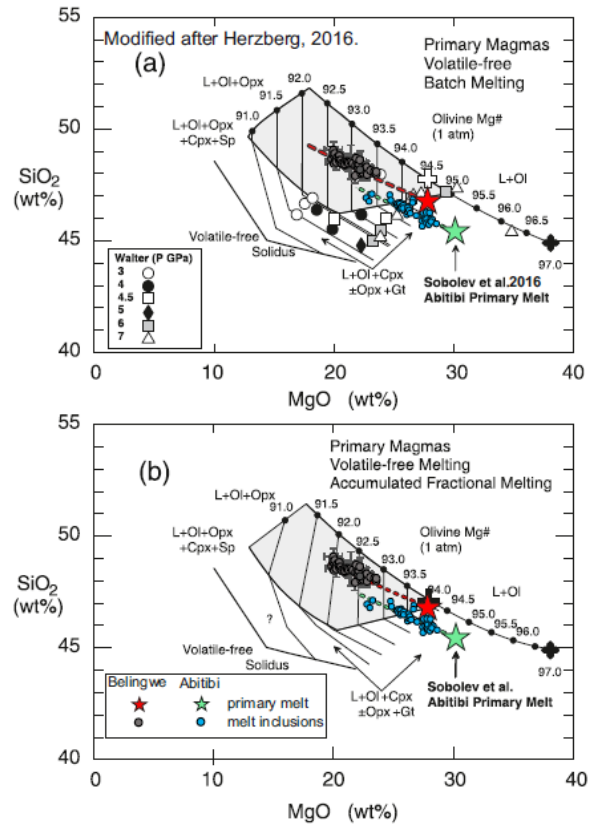 Modified after Herzberg, 2016.
(a)
Primary Magmas
Volatile-free
Batch Melting
L+Ol+Opx
L+Ol+Opx
+Cpx+Sp
91.0
91.5
92.0
92.5
93.0
93.5
94.0
94.5
95.0
95.5
96.0
96.5
97.0
Olivine Mg#
(1 atm)
L+Ol
Volatile-free
Solidus
L+Ol+Cpx
±Opx+Gt
Sobolev et al.2016
Abitibi Primary Melt
Walter (P GPa)
3
4
4.5
5
6
7
SiO2
(wt%)
55
50
45
40
0
10
20
30
40
MgO (wt%)
(b)
Primary Magmas
Volatile-free Melting
Accumulated Fractional Melting
L+Ol+Opx
L+Ol+Opx
+Cpx+Sp
91.0
91.5
92.0
92.5
93.0
93.5
94.0
94.5
95.0
95.5
96.0
97.0
Olivine Mg#
(1 atm)
L+Ol
?
Volatile-free
Solidus
L+Ol+Cpx
±Opx+Gt
Sobolev et al.
Abitibi Primary Melt
Belingwe Abitibi
primary melt
melt inclusions
SiO2
(wt%)
55
50
45
40
0
10
20
30
40
MgO (wt%)